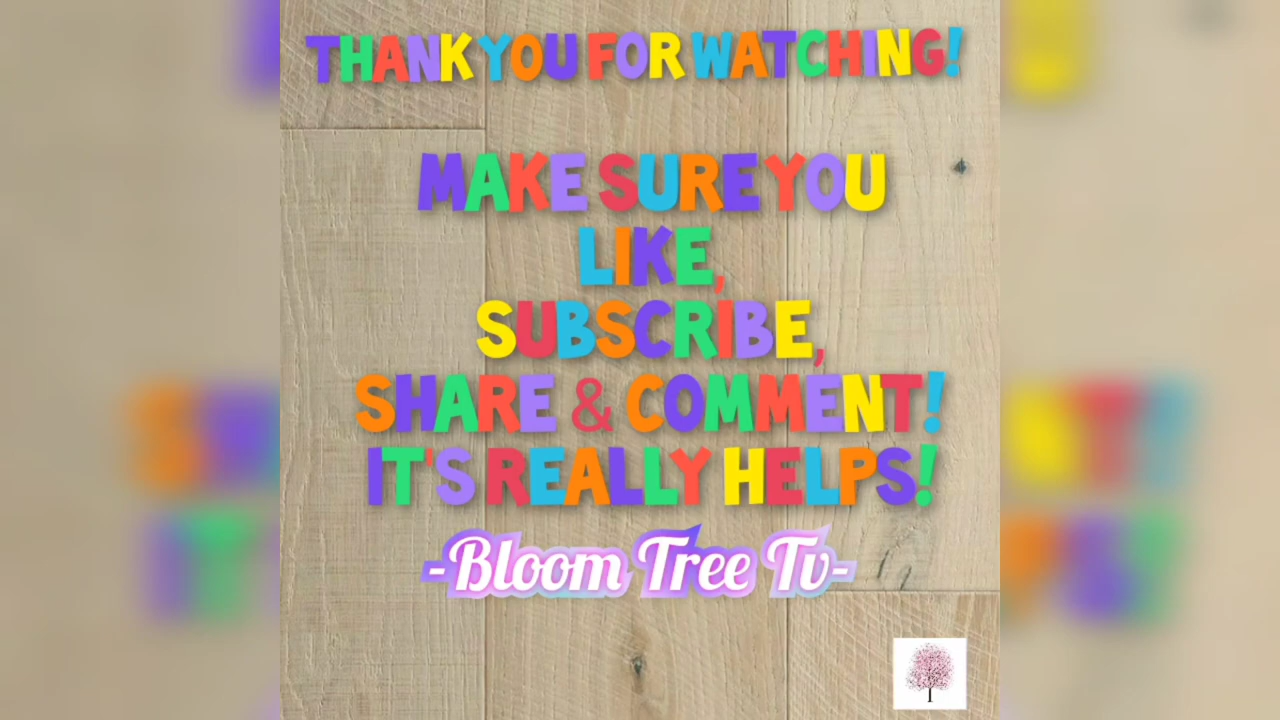 THANK YOU FOR WATCHING!
MAKE SURE YOU
LIKE,
SUBSCRIBE,
SHARE & COMMENT!
IT'S REALLY HELPS!
-Bloom Tree Tv-